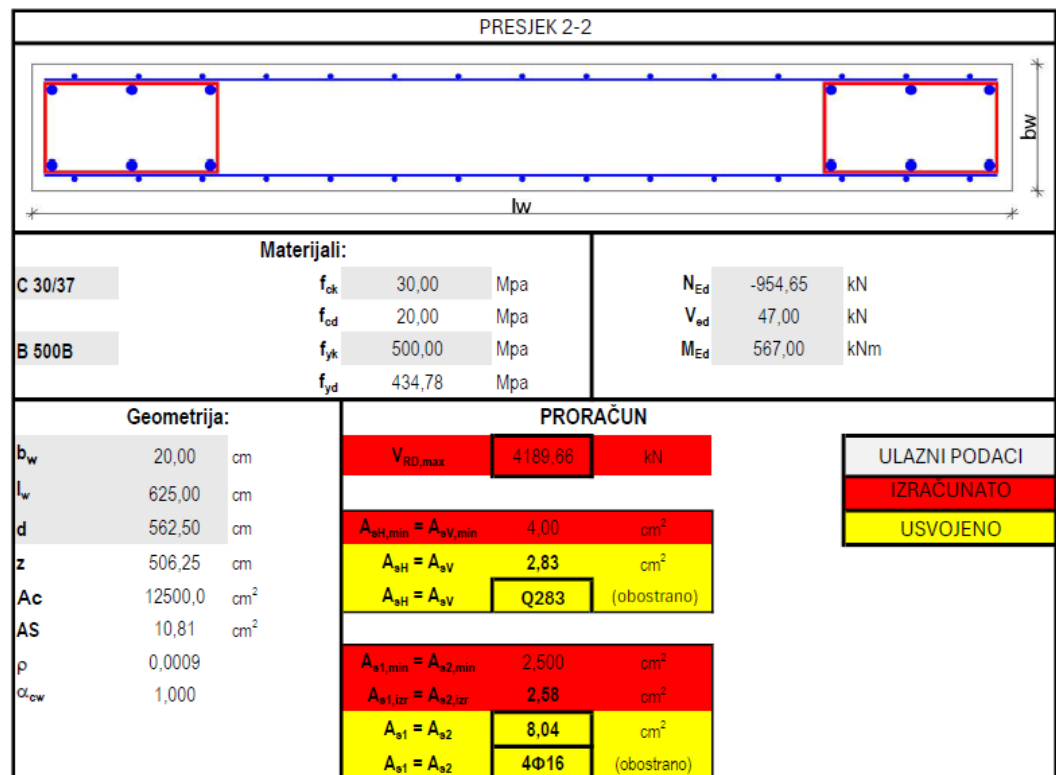 PRESJEK 2-2
bw
lw
Materijali:
C 30/37 fck 30,00 Mpa NEd -954,65 kN
fcd 20,00 Mpa Ved 47,00 kN
B 500B fyk 500,00 Mpa MEd 567,00 kNm
fyd 434,78 Mpa
Geometrija: PRORAČUN
bw 20,00 cm VRD,max 4189,66 kN ULAZNI PODACI
lw 625,00 cm IZRAČUNATO
d 562,50 cm AsH,min = AsV,min 4,00 cm² USVOJENO
z 506,25 cm AsH = AsV 2,83 cm²
Ac 12500,0 cm² AsH = AsV Q283 (obostrano)
AS 10,81 cm²
ρ 0,0009 As1,min = As2,min 2,500 cm²
αcw 1,000 As1,izr = As2,izr 2,58 cm²
As1 = As2 8,04 cm²
As1 = As2 4Φ16 (obostrano)